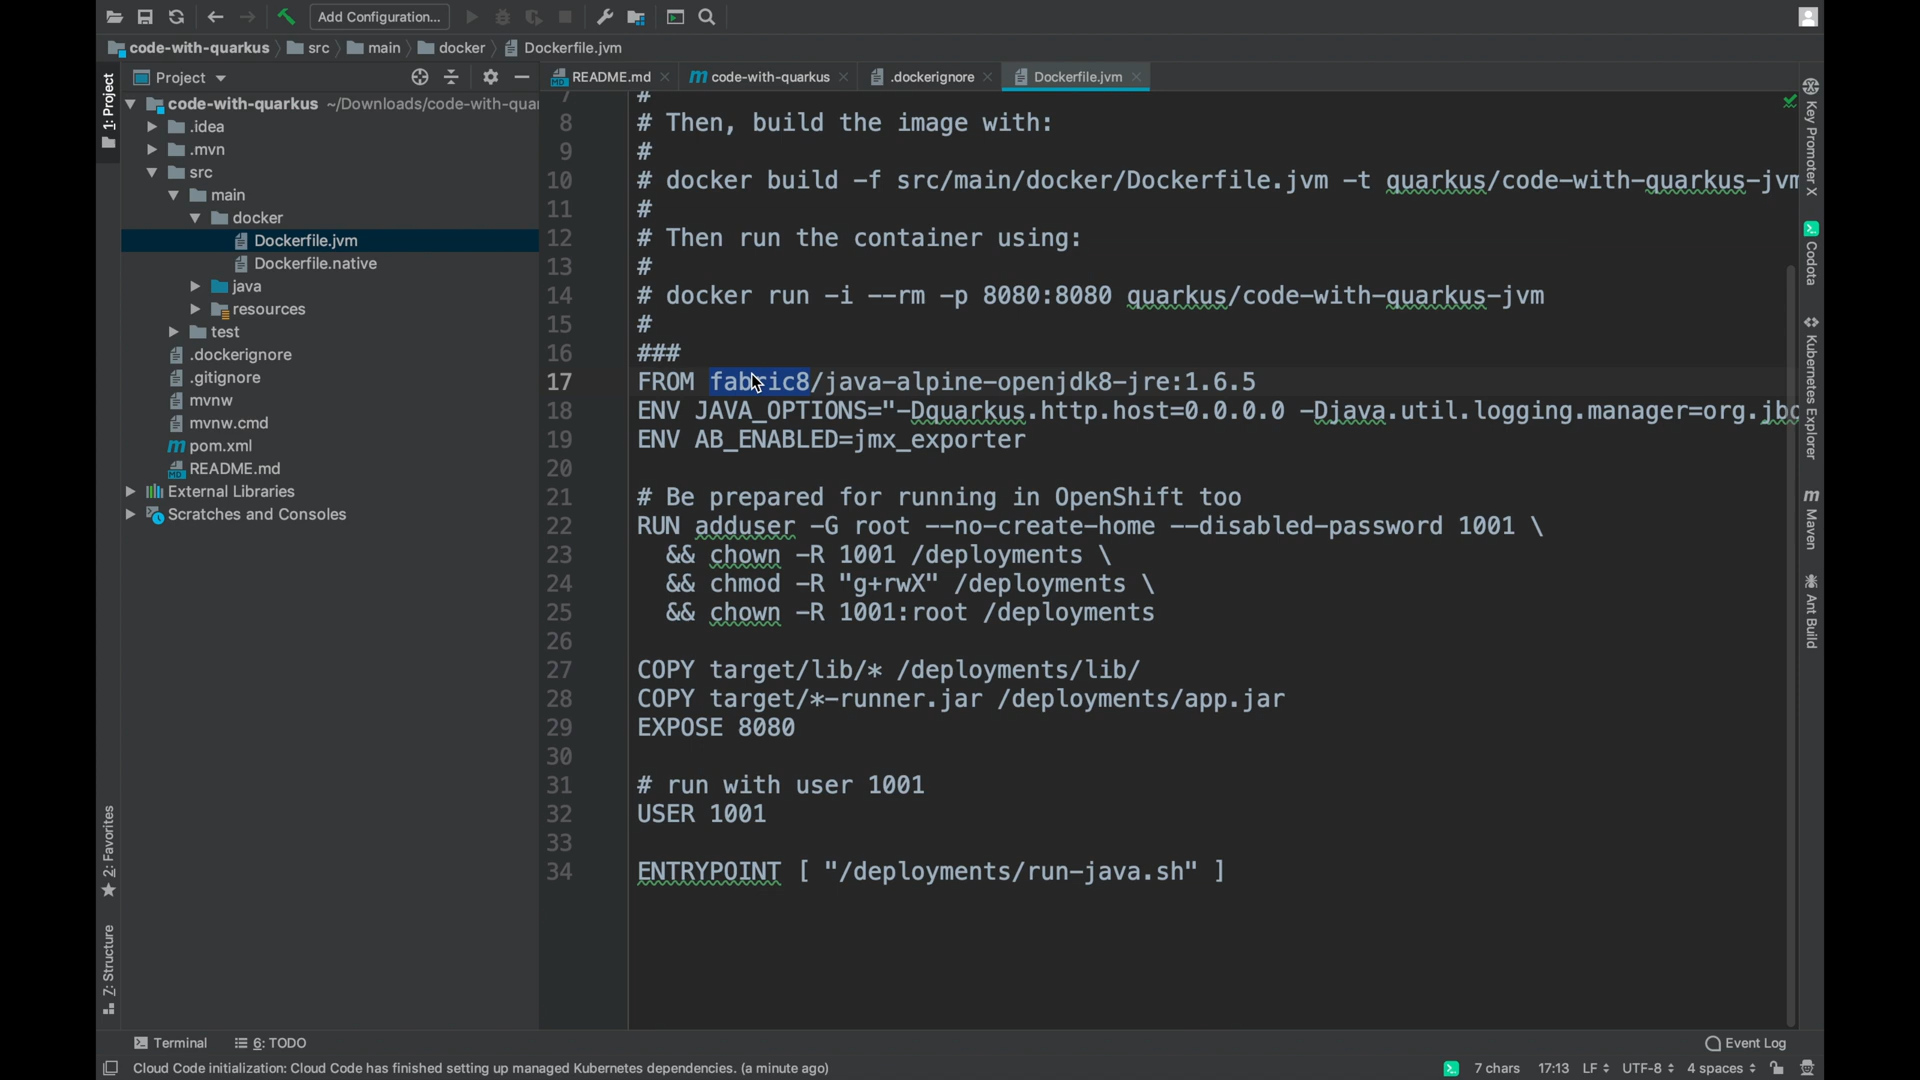 Add Configuration...
code-with-quarkus
src
main
docker
Dockerfile.jvm
Project
README.md
code-with-quarkus
.dockerignore
Dockerfile.jvm
1: Project
code-with-quarkus ~/Downloads/code-with-quar
.idea
.mvn
src
main
docker
Dockerfile.jvm
Dockerfile.native
java
resources
test
.dockerignore
.gitignore
mvnw
mvnw.cmd
pom.xml
README.md
External Libraries
Scratches and Consoles
2: Favorites
Z: Structure
7 #
8 # Then, build the image with:
9 #
10 # docker build -f src/main/docker/Dockerfile.jvm -t quarkus/code-with-quarkus-jvm
11 #
12 # Then run the container using:
13 #
14 # docker run -i --rm -p 8080:8080 quarkus/code-with-quarkus-jvm
15 #
16 ###
17 FROM fabric8/java-alpine-openjdk8-jre:1.6.5
18 ENV JAVA_OPTIONS="-Dquarkus.http.host=0.0.0.0 -Djava.util.logging.manager=org.jbo
19 ENV AB_ENABLED=jmx_exporter
20
21 # Be prepared for running in OpenShift too
22 RUN adduser -G root --no-create-home --disabled-password 1001 \
23 && chown -R 1001 /deployments \
24 && chmod -R "g+rwX" /deployments \
25 && chown -R 1001:root /deployments
26
27 COPY target/lib/* /deployments/lib/
28 COPY target/*-runner.jar /deployments/app.jar
29 EXPOSE 8080
30
31 # run with user 1001
32 USER 1001
33
34 ENTRYPOINT [ "/deployments/run-java.sh" ]
Key Promoter X
Codota
Kubernetes Explorer
Maven
Ant Build
Terminal
6: TODO
Event Log
Cloud Code initialization: Cloud Code has finished setting up managed Kubernetes dependencies. (a minute ago)
7 chars
17:13
LF
UTF-8
4 spaces